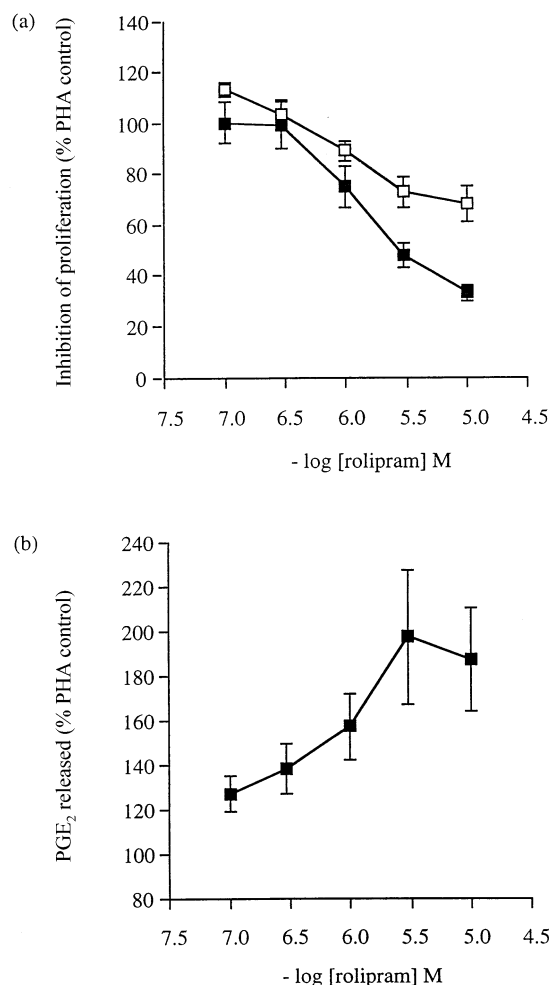 (a)
Inhibition of proliferation (% PHA control)
140
120
100
80
60
40
20
0
7.5 7.0 6.5 6.0 5.5 5.0 4.5
- log [rolipram] M
(b)
PGE2 released (% PHA control)
240
220
200
180
160
140
120
100
80
7.5 7.0 6.5 6.0 5.5 5.0 4.5
- log [rolipram] M